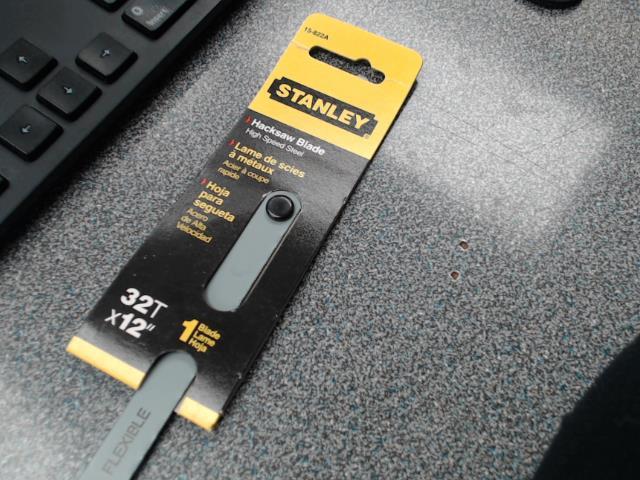 15-822A
STANLEY
Hacksaw Blade
High Speed Steel
Lame de scies
à métaux
Acier à coupe
rapide
Hoja
para
segueta
Acero
de Alta
Velocidad
32T
x12"
1 Blade
Lame
Hoja
FLEXIBLE
Insert